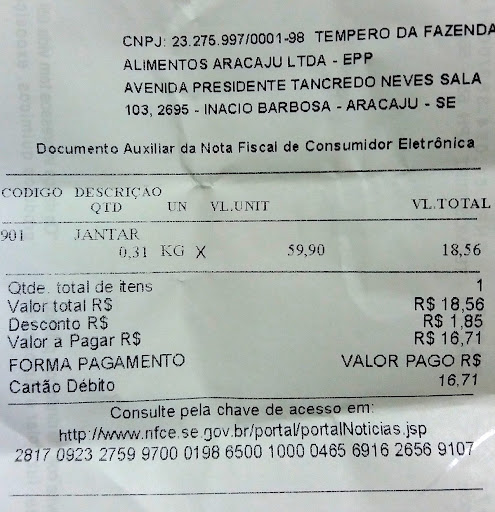 CNPJ: 23.275.997/0001-98 TEMPERO DA FAZENDA
ALIMENTOS ARACAJU LTDA - EPP
AVENIDA PRESIDENTE TANCREDO NEVES SALA
103, 2695 - INACIO BARBOSA - ARACAJU - SE
Documento Auxiliar da Nota Fiscal de Consumidor Eletrônica
CODIGO DESCRIÇAO
QTD UN VL.UNIT VL.TOTAL
901 JANTAR
0,31 KG X 59,90 18,56
Qtde. total de itens 1
Valor total R$ R$ 18,56
Desconto R$ R$ 1,85
Valor a Pagar R$ R$ 16,71
FORMA PAGAMENTO VALOR PAGO R$
Cartão Débito 16,71
Consulte pela chave de acesso em:
http://www.nfce.se.gov.br/portal/portalNoticias.jsp
2817 0923 2759 9700 0198 6500 1000 0465 6916 2656 9107